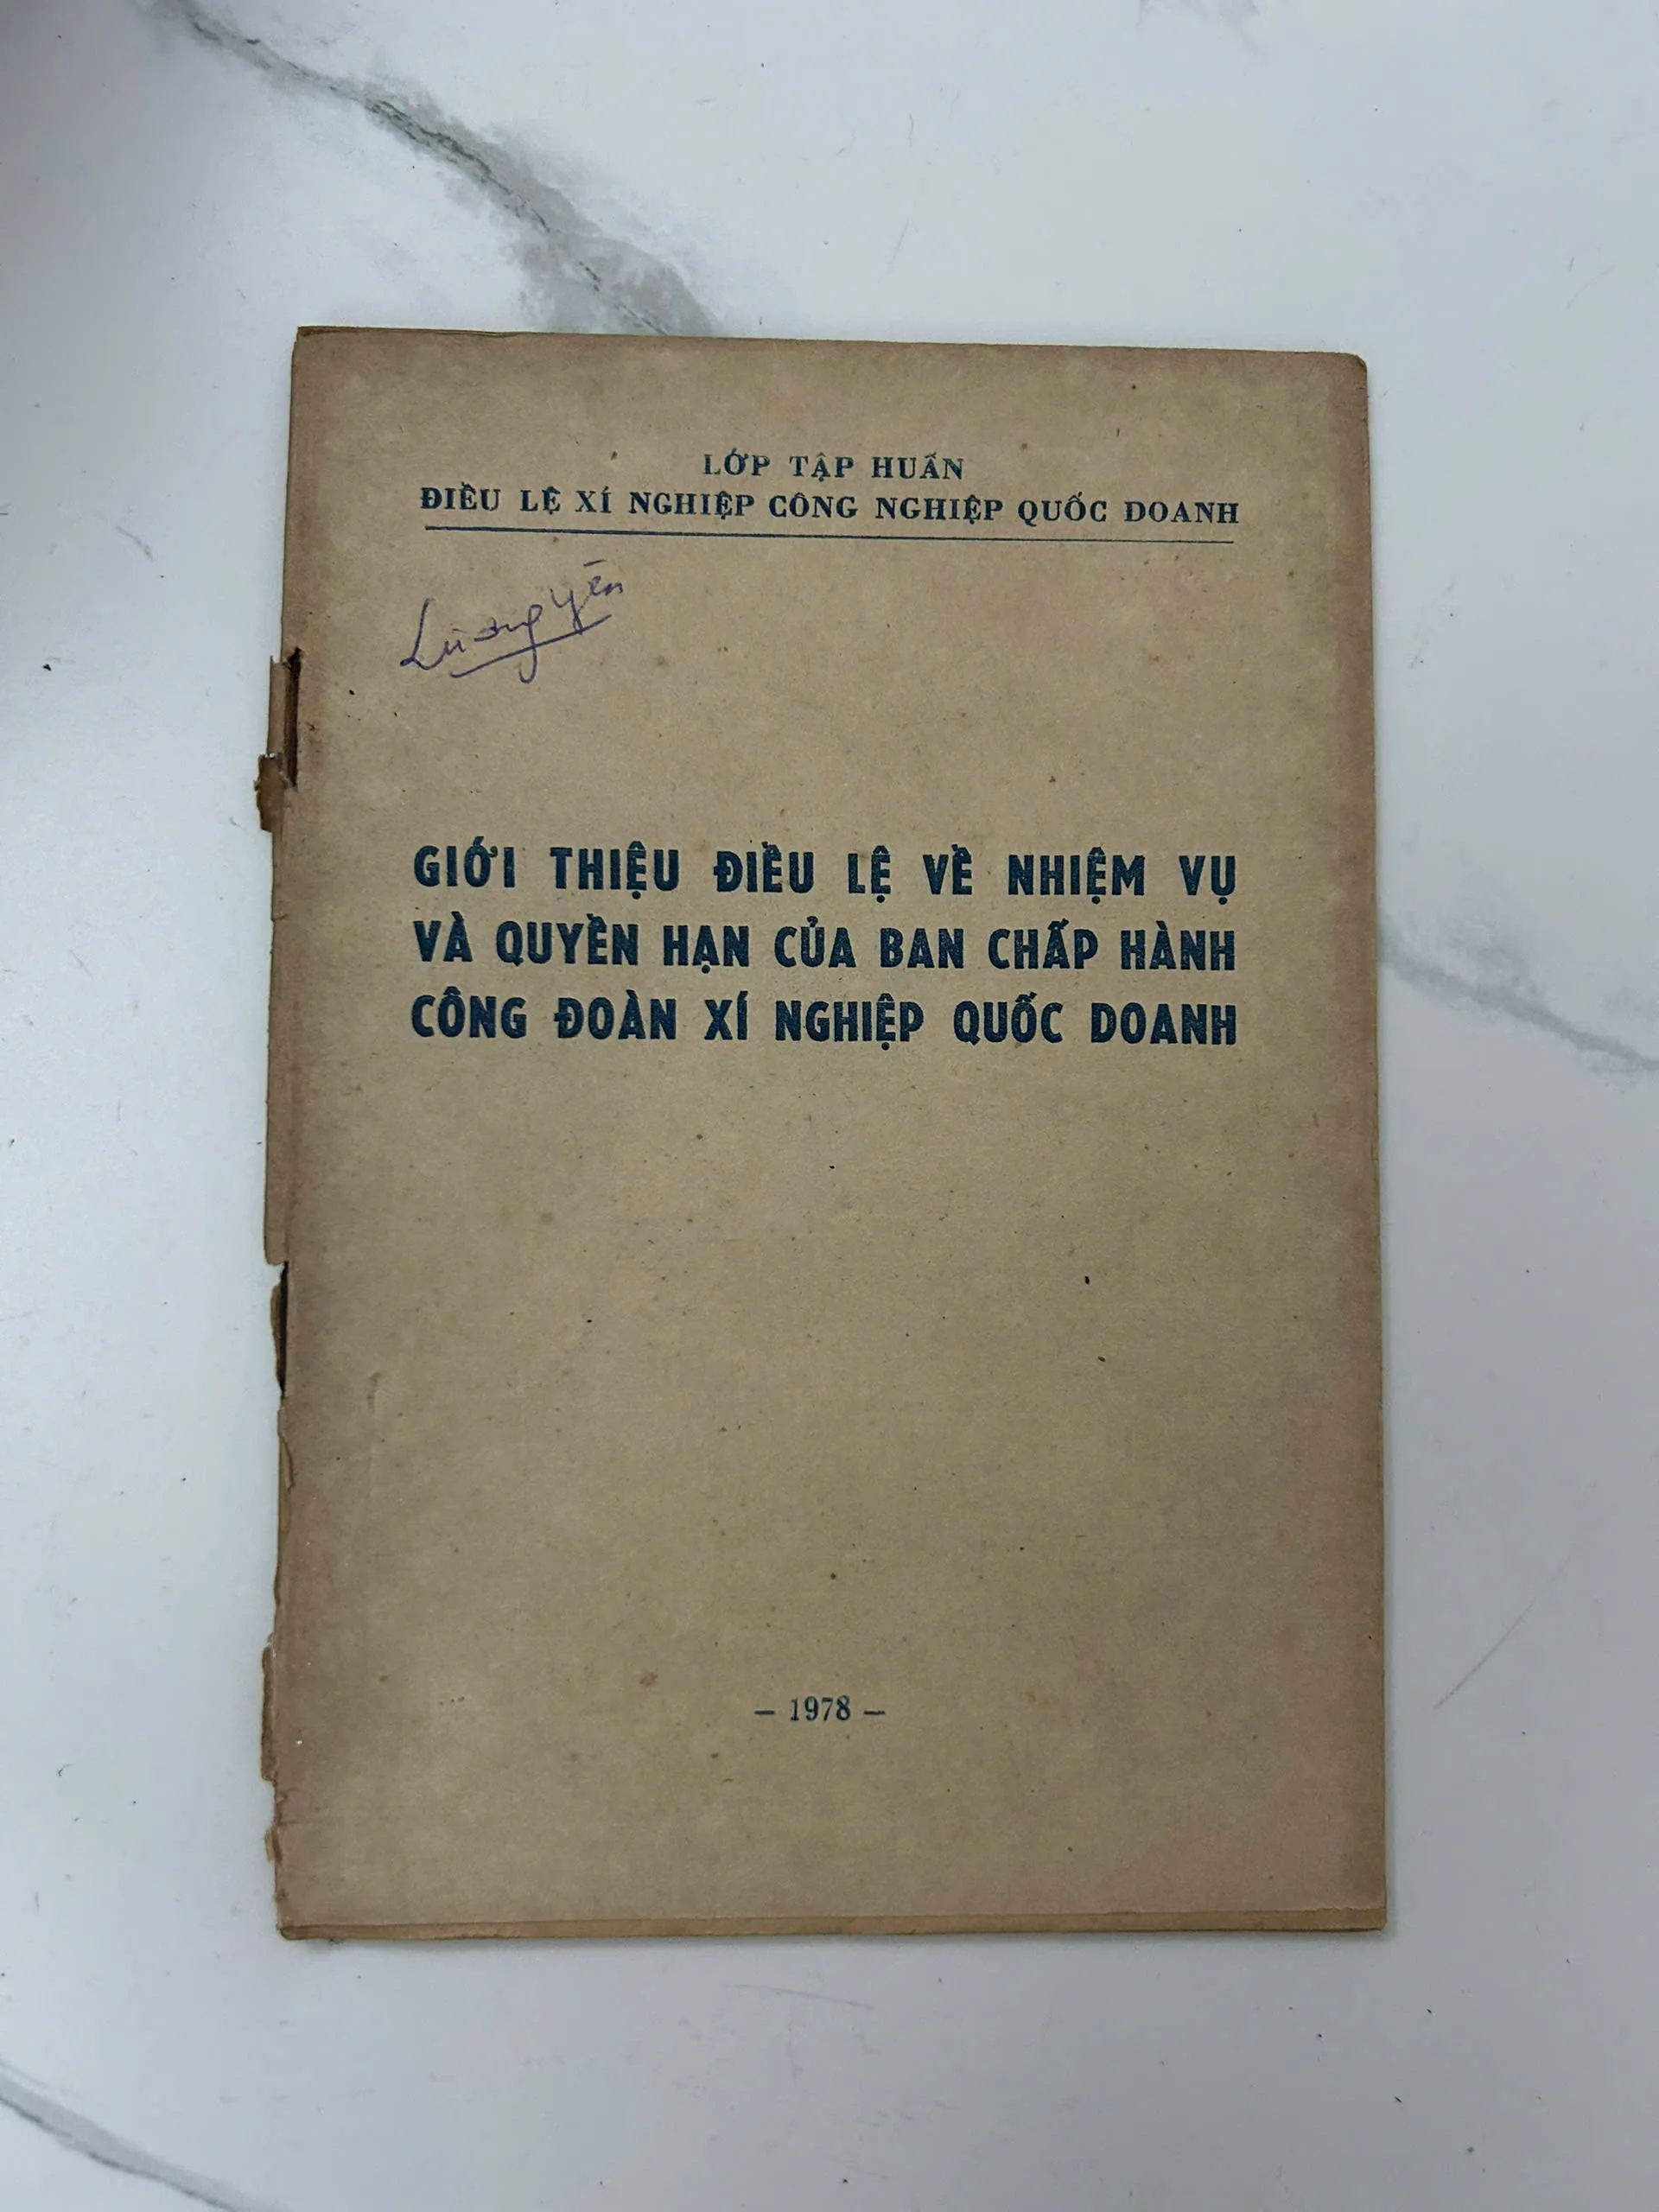 LỚP TẬP HUẤN
ĐIỀU LỆ XÍ NGHIỆP CÔNG NGHIỆP QUỐC DOANH
GIỚI THIỆU ĐIỀU LỆ VỀ NHIỆM VỤ
VÀ QUYỀN HẠN CỦA BAN CHẤP HÀNH
CÔNG ĐOÀN XÍ NGHIỆP QUỐC DOANH
– 1978 –